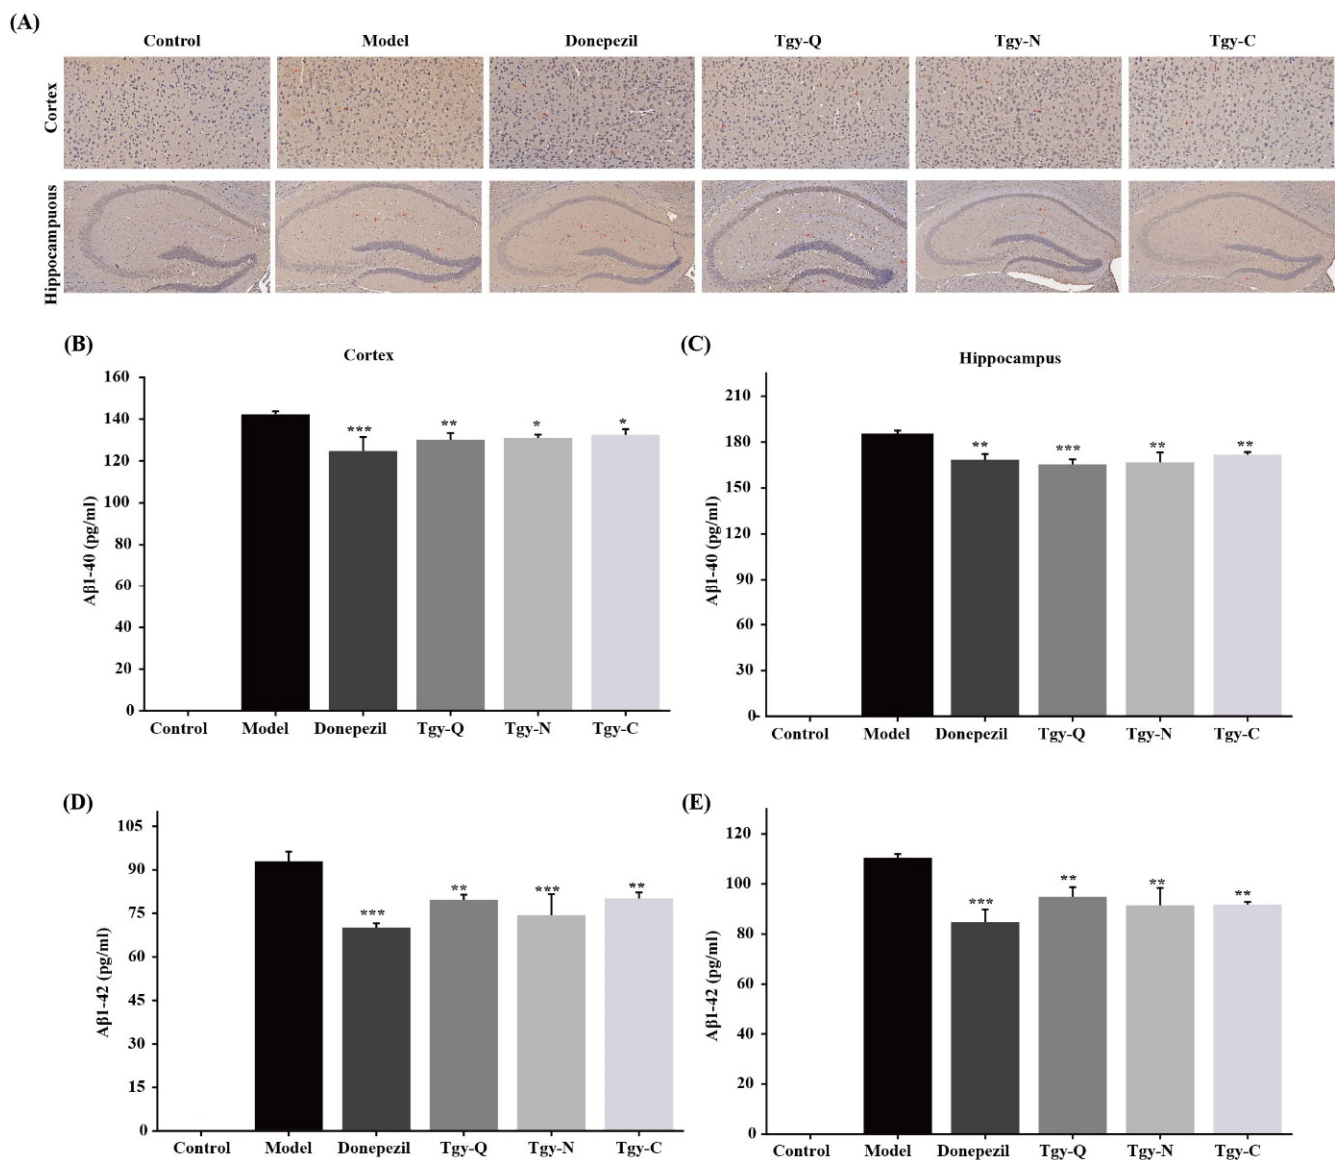 (A)
Control Model Donepezil Tgy-Q Tgy-N Tgy-C
Cortex
Hippocampuous
(B)
Cortex
Aβ1-40 (pg/ml)
160
140
120
100
80
60
40
20
0
*** ** * *
Control Model Donepezil Tgy-Q Tgy-N Tgy-C
(C)
Hippocampus
Aβ1-40 (pg/ml)
210
180
150
120
90
60
30
0
** *** ** **
Control Model Donepezil Tgy-Q Tgy-N Tgy-C
(D)
Aβ1-42 (pg/ml)
105
90
75
60
45
30
15
0
*** ** *** **
Control Model Donepezil Tgy-Q Tgy-N Tgy-C
(E)
Aβ1-42 (pg/ml)
120
100
80
60
40
20
0
*** ** ** **
Control Model Donepezil Tgy-Q Tgy-N Tgy-C